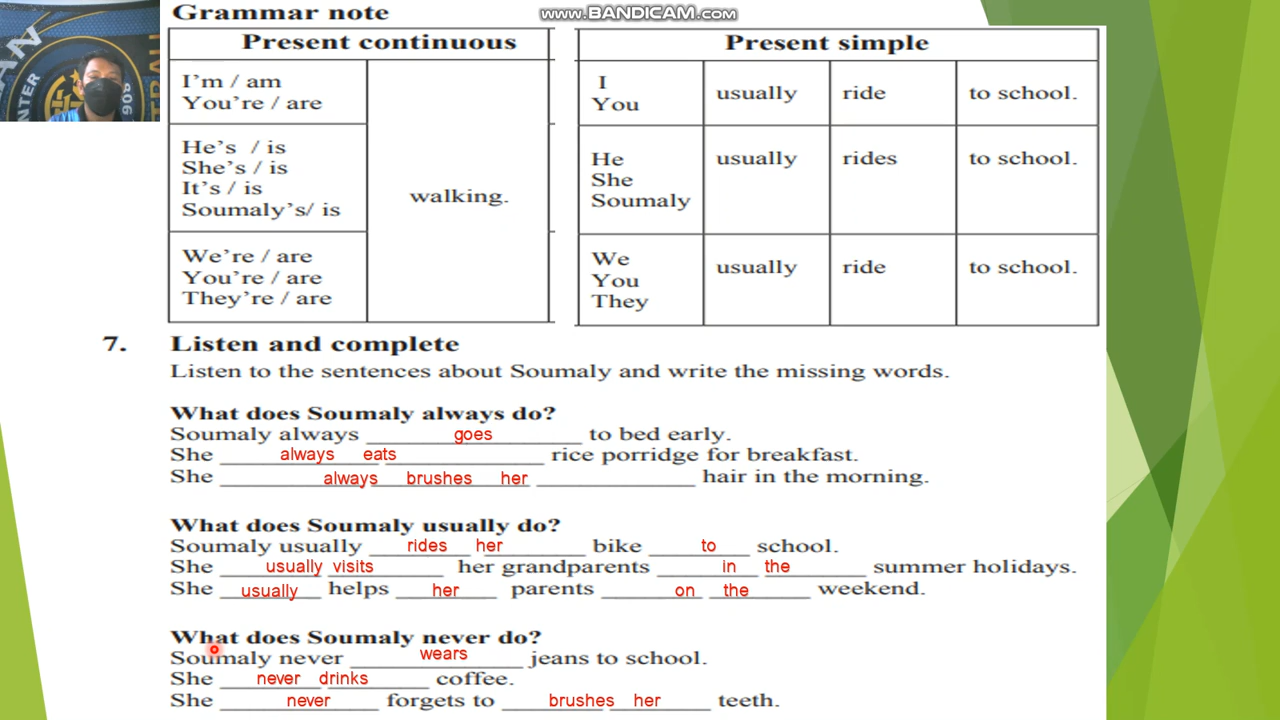 www.BANDICAM.com
Grammar note
Present continuous
I'm / am
You're / are
He's / is
She's / is
It's / is
Soumaly's/ is
We're / are
You're / are
They're / are
walking.
Present simple
I
You
usually ride to school.
He
She
Soumaly
usually rides to school.
We
You
They
usually ride to school.
7. Listen and complete
Listen to the sentences about Soumaly and write the missing words.
What does Soumaly always do?
Soumaly always goes to bed early.
She always eats rice porridge for breakfast.
She always brushes her hair in the morning.
What does Soumaly usually do?
Soumaly usually rides her bike to school.
She usually visits her grandparents in the summer holidays.
She usually helps her parents on the weekend.
What does Soumaly never do?
Soumaly never wears jeans to school.
She never drinks coffee.
She never forgets to brushes her teeth.